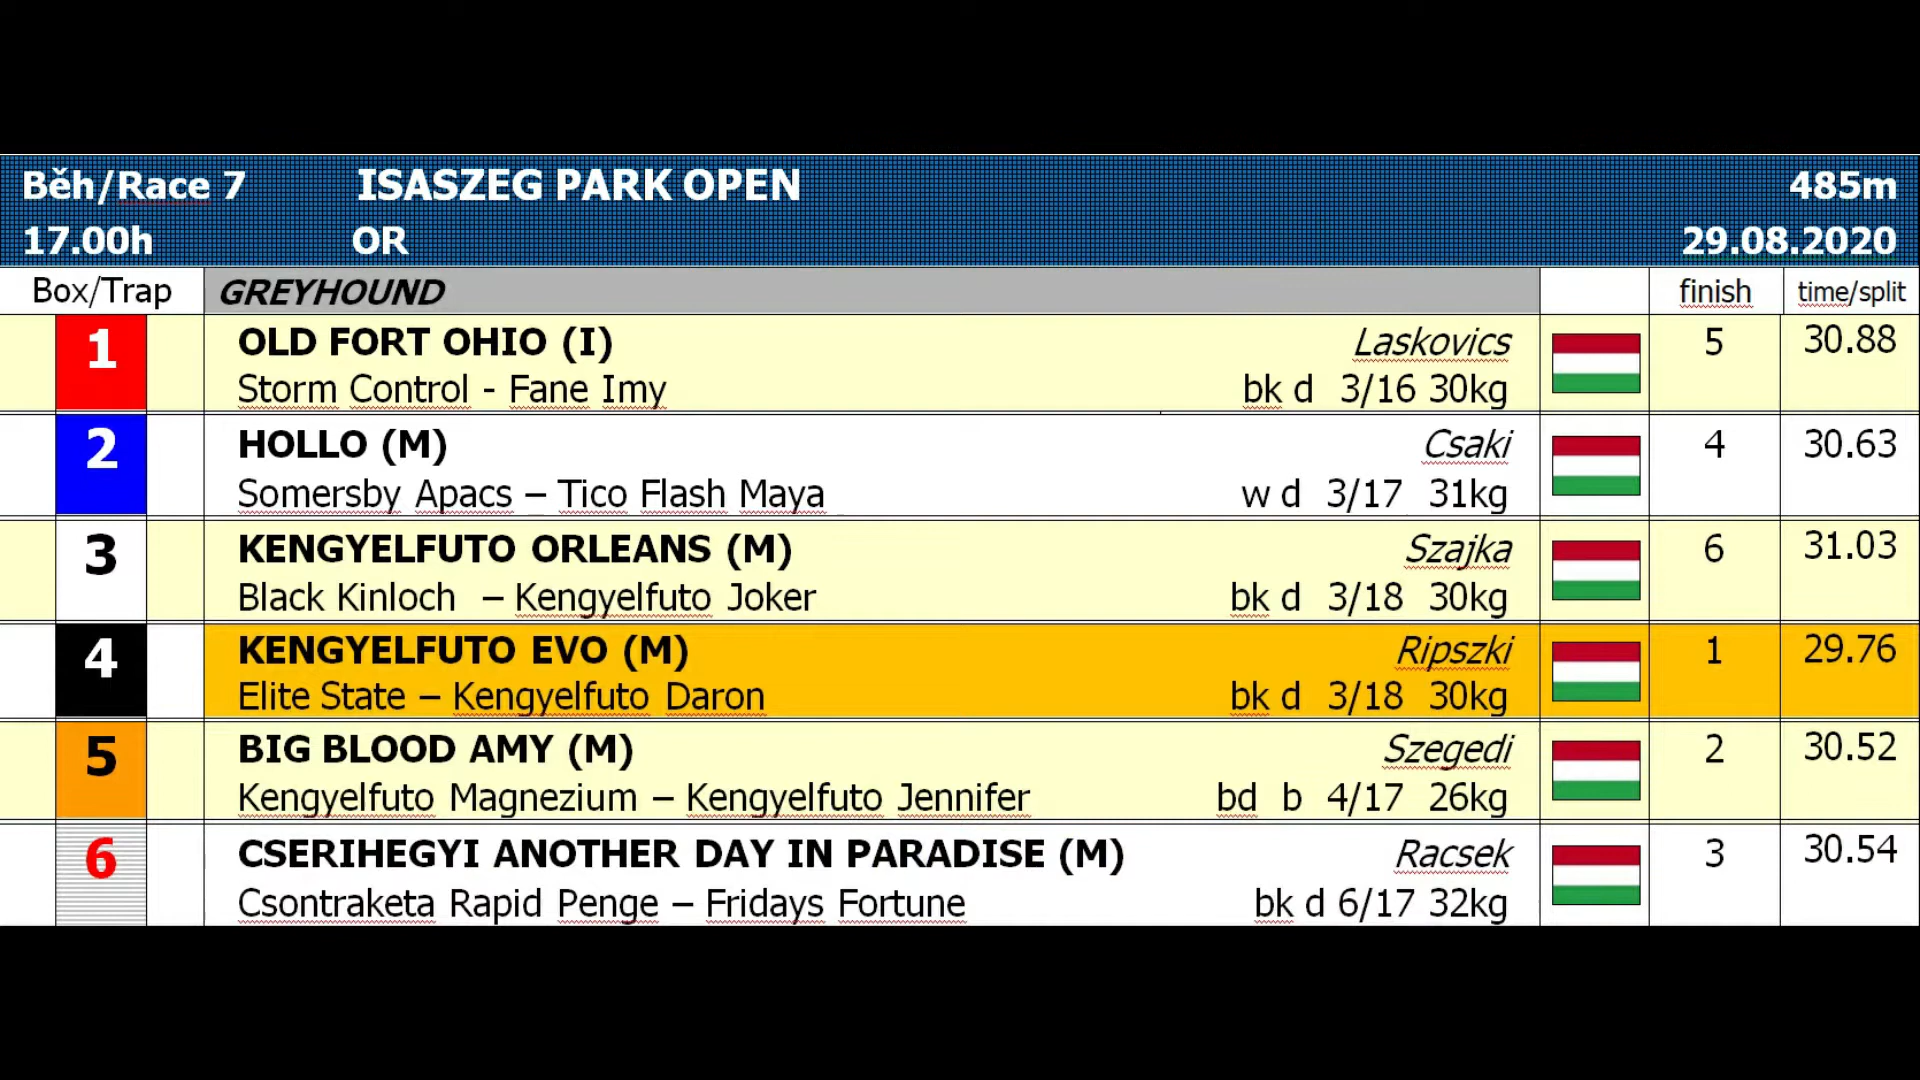 Běh/Race 7 ISASZEG PARK OPEN 485m
17.00h OR 29.08.2020
Box/Trap GREYHOUND finish time/split
1 OLD FORT OHIO (I) Laskovics 5 30.88
Storm Control - Fane Imy bk d 3/16 30kg
2 HOLLO (M) Csaki 4 30.63
Somersby Apacs – Tico Flash Maya w d 3/17 31kg
3 KENGYELFUTO ORLEANS (M) Szajka 6 31.03
Black Kinloch – Kengyelfuto Joker bk d 3/18 30kg
4 KENGYELFUTO EVO (M) Ripszki 1 29.76
Elite State – Kengyelfuto Daron bk d 3/18 30kg
5 BIG BLOOD AMY (M) Szegedi 2 30.52
Kengyelfuto Magnezium – Kengyelfuto Jennifer bd b 4/17 26kg
6 CSERIHEGYI ANOTHER DAY IN PARADISE (M) Racsek 3 30.54
Csontraketa Rapid Penge – Fridays Fortune bk d 6/17 32kg